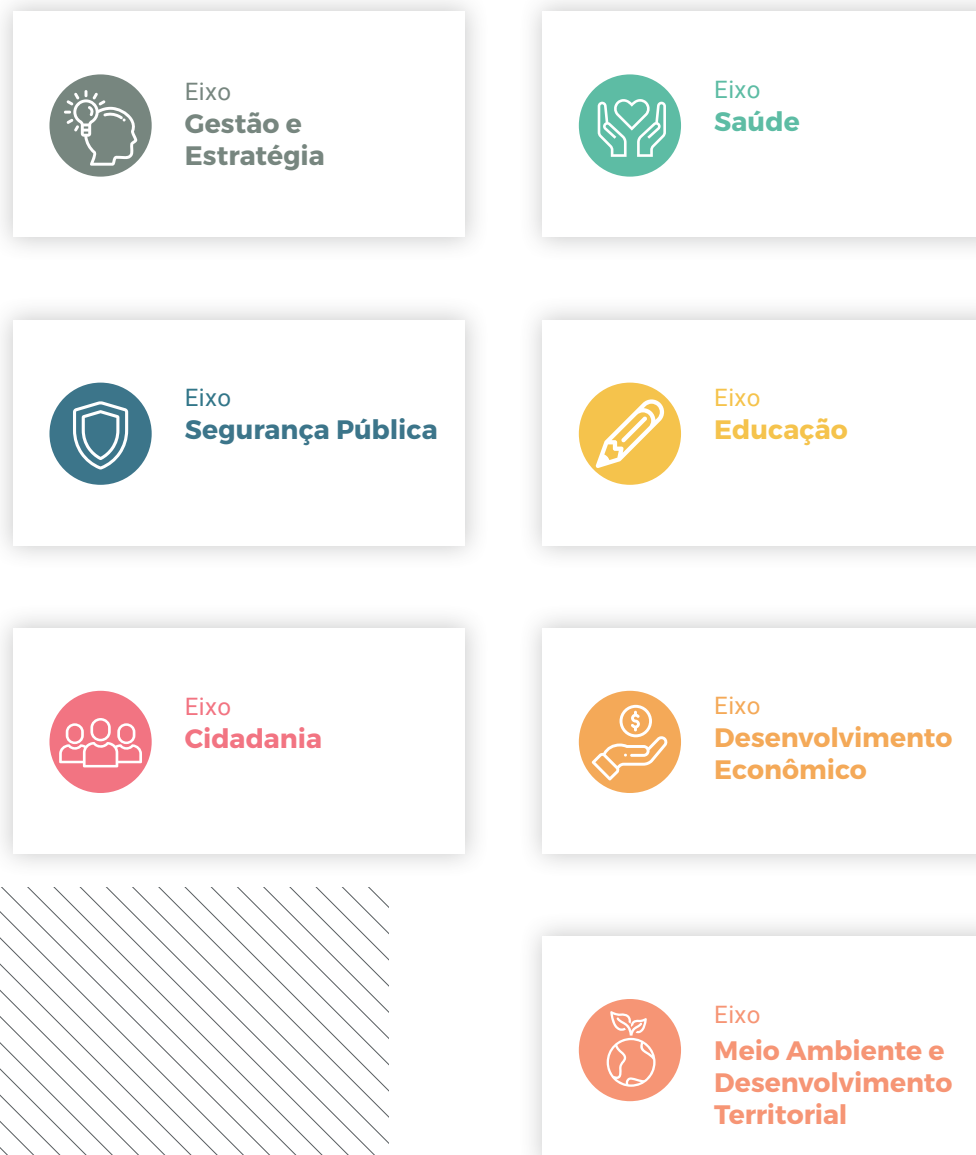 Eixo
Gestão e
Estratégia
Eixo
Saúde
Eixo
Segurança Pública
Eixo
Educação
Eixo
Cidadania
Eixo
Desenvolvimento
Econômico
Eixo
Meio Ambiente e
Desenvolvimento
Territorial